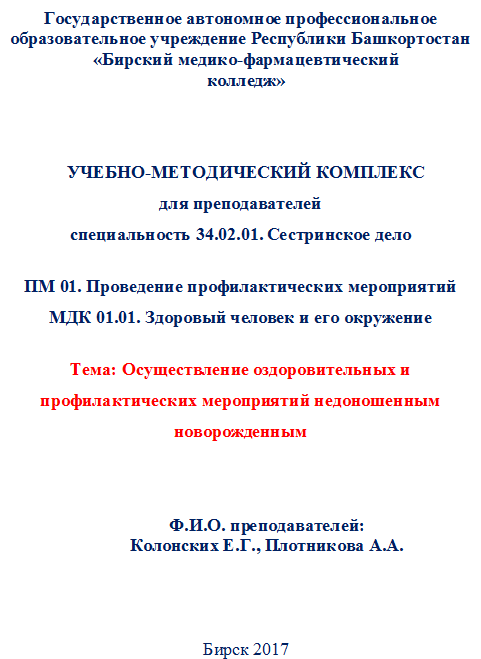 Государственное автономное профессиональное
образовательное учреждение Республики Башкортостан
«Бирский медико-фармацевтический
колледж»
УЧЕБНО-МЕТОДИЧЕСКИЙ КОМПЛЕКС
для преподавателей
специальность 34.02.01. Сестринское дело
ПМ 01. Проведение профилактических мероприятий
МДК 01.01. Здоровый человек и его окружение
Тема: Осуществление оздоровительных и
профилактических мероприятий недоношенным
новорожденным
Ф.И.О. преподавателей:
Колонских Е.Г., Плотникова А.А.
Бирск 2017